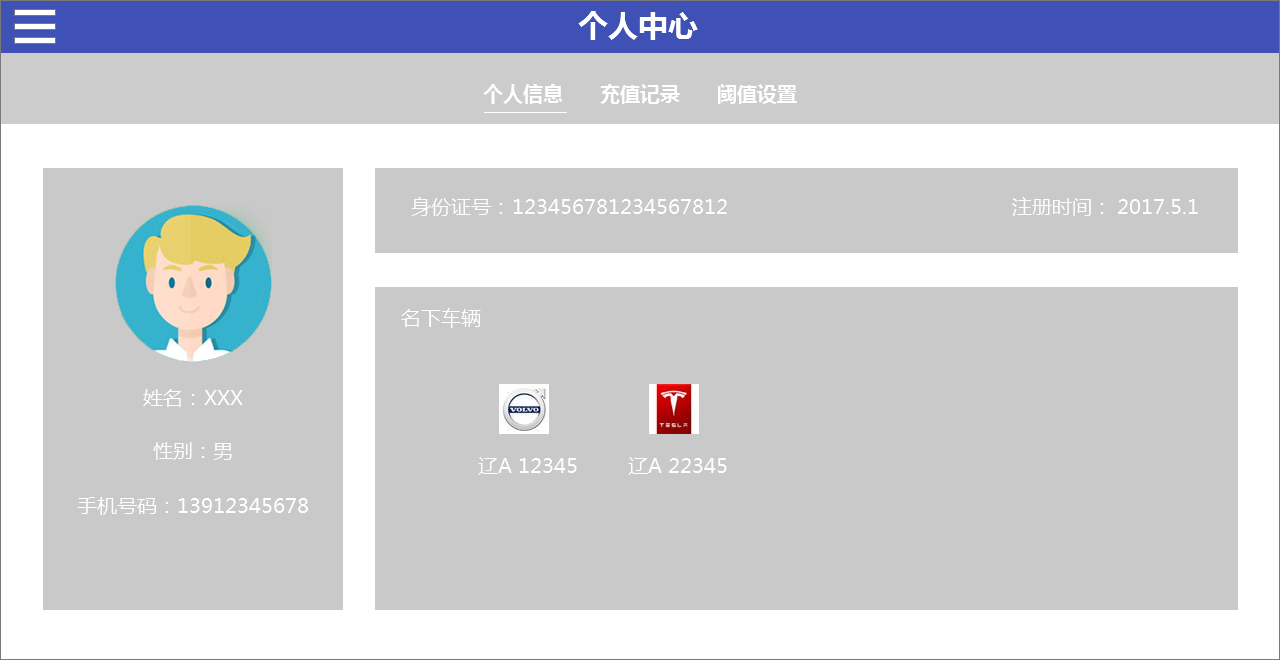 个人中心
个人信息 充值记录 阈值设置
身份证号：123456781234567812 注册时间： 2017.5.1
名下车辆
VOLVO TESLA
辽A 12345 辽A 22345
姓名：XXX
性别：男
手机号码：13912345678